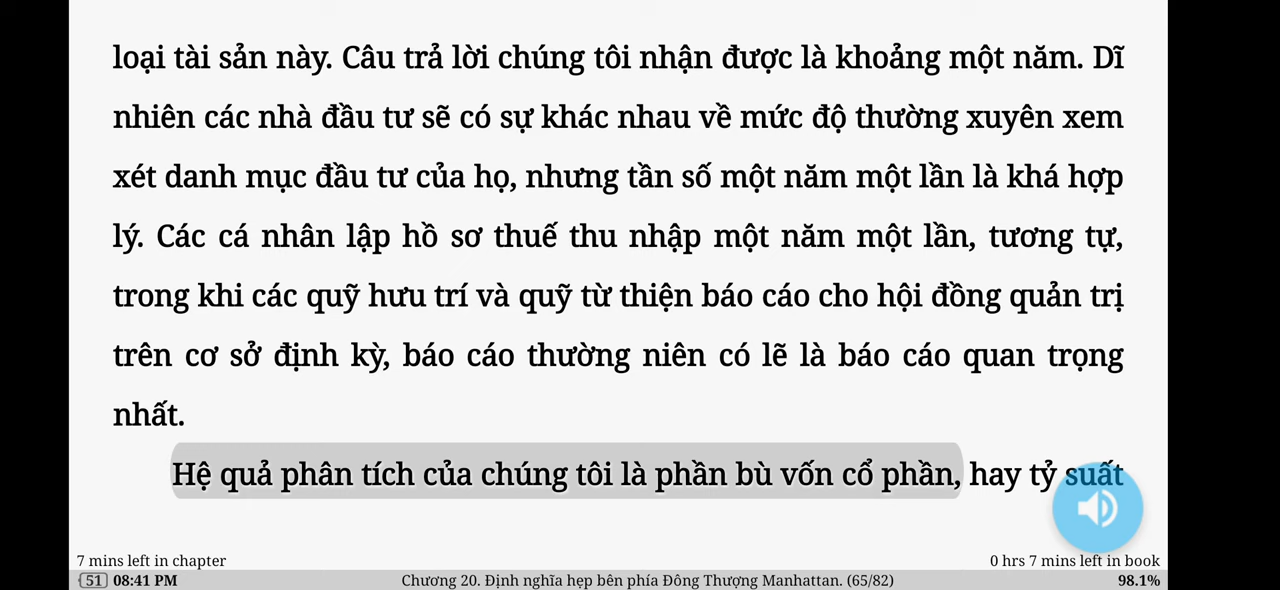 loại tài sản này. Câu trả lời chúng tôi nhận được là khoảng một năm. Dĩ
nhiên các nhà đầu tư sẽ có sự khác nhau về mức độ thường xuyên xem
xét danh mục đầu tư của họ, nhưng tần số một năm một lần là khá hợp
lý. Các cá nhân lập hồ sơ thuế thu nhập một năm một lần, tương tự,
trong khi các quỹ hưu trí và quỹ từ thiện báo cáo cho hội đồng quản trị
trên cơ sở định kỳ, báo cáo thường niên có lẽ là báo cáo quan trọng
nhất.
Hệ quả phân tích của chúng tôi là phần bù vốn cổ phần, hay tỷ suất
7 mins left in chapter
0 hrs 7 mins left in book
51 08:41 PM
Chương 20. Định nghĩa hẹp bên phía Đông Thượng Manhattan. (65/82)
98.1%